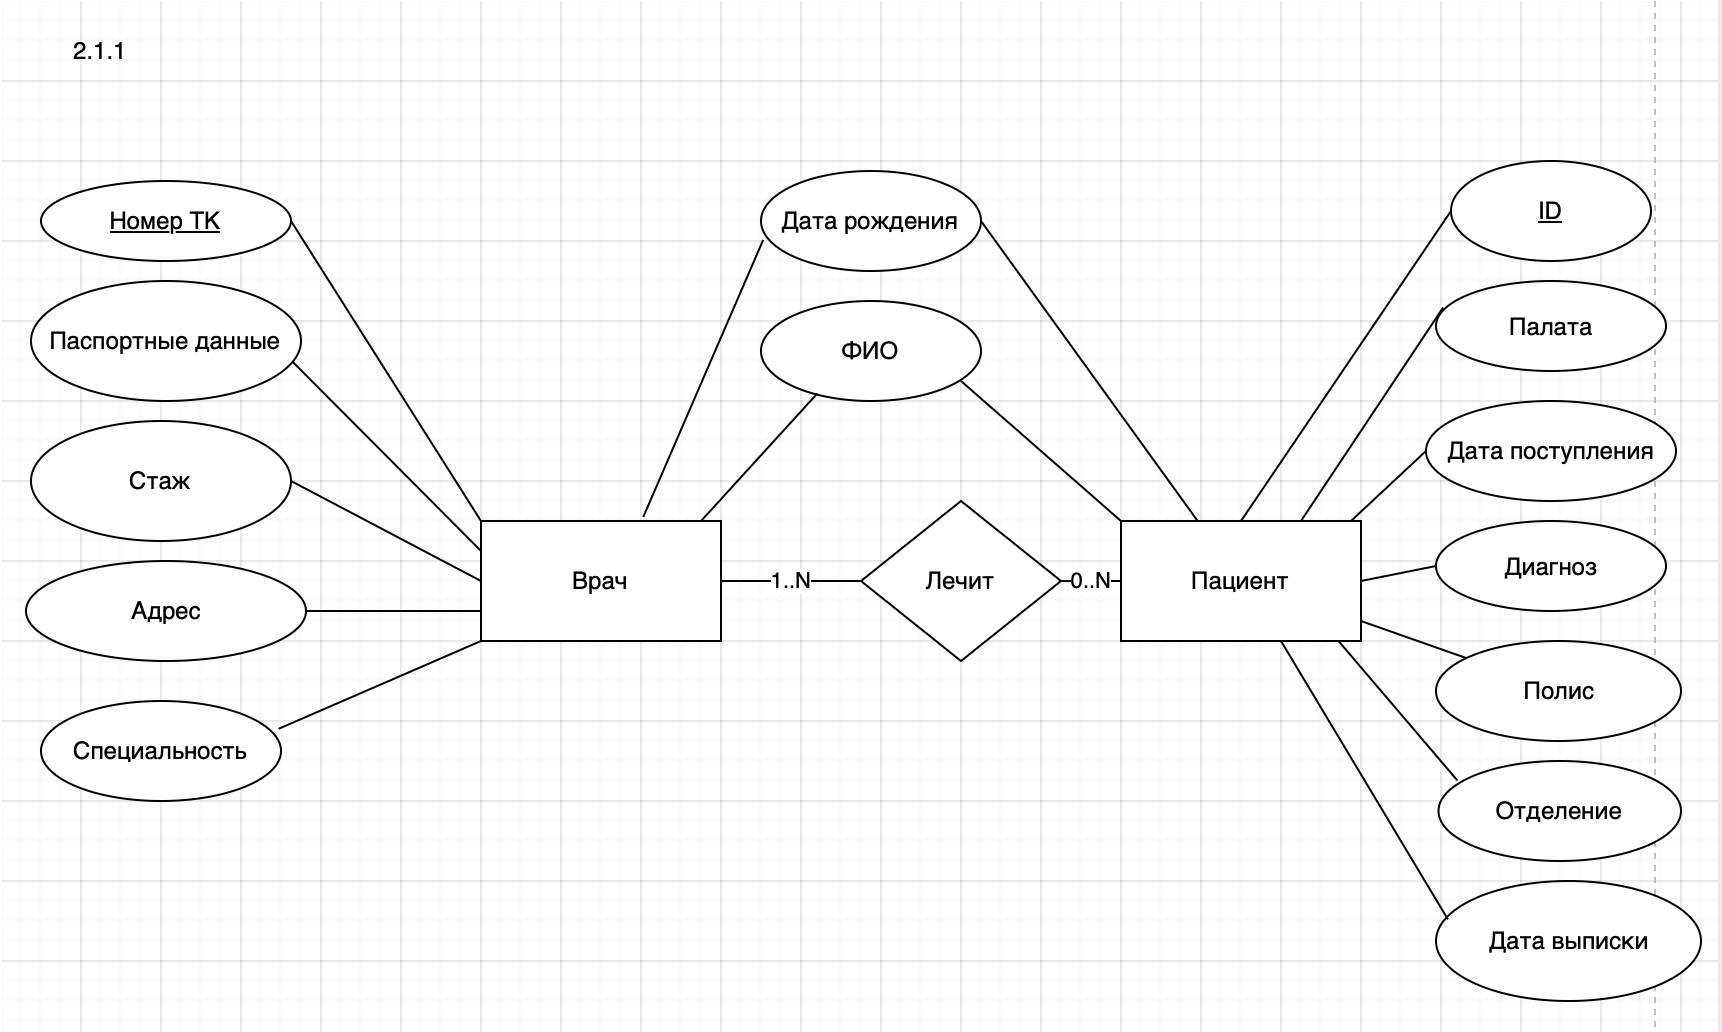 2.1.1
Номер ТК
Паспортные данные
Стаж
Адрес
Специальность
Дата рождения
ФИО
Врач
1..N
Лечит
0..N
Пациент
ID
Палата
Дата поступления
Диагноз
Полис
Отделение
Дата выписки